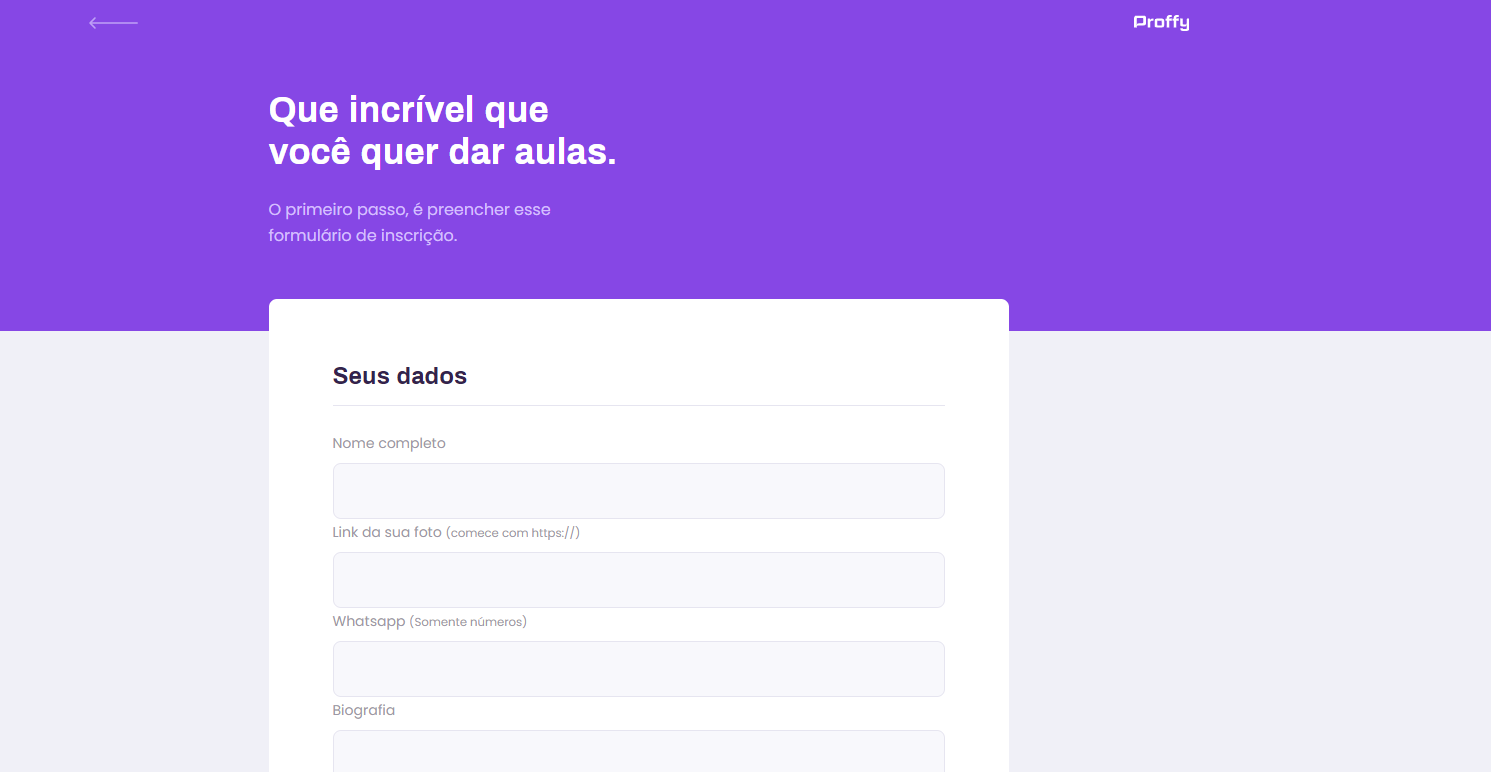 Proffy
Que incrível que
você quer dar aulas.
O primeiro passo, é preencher esse
formulário de inscrição.
Seus dados
Nome completo
Link da sua foto (comece com https://)
Whatsapp (Somente números)
Biografia